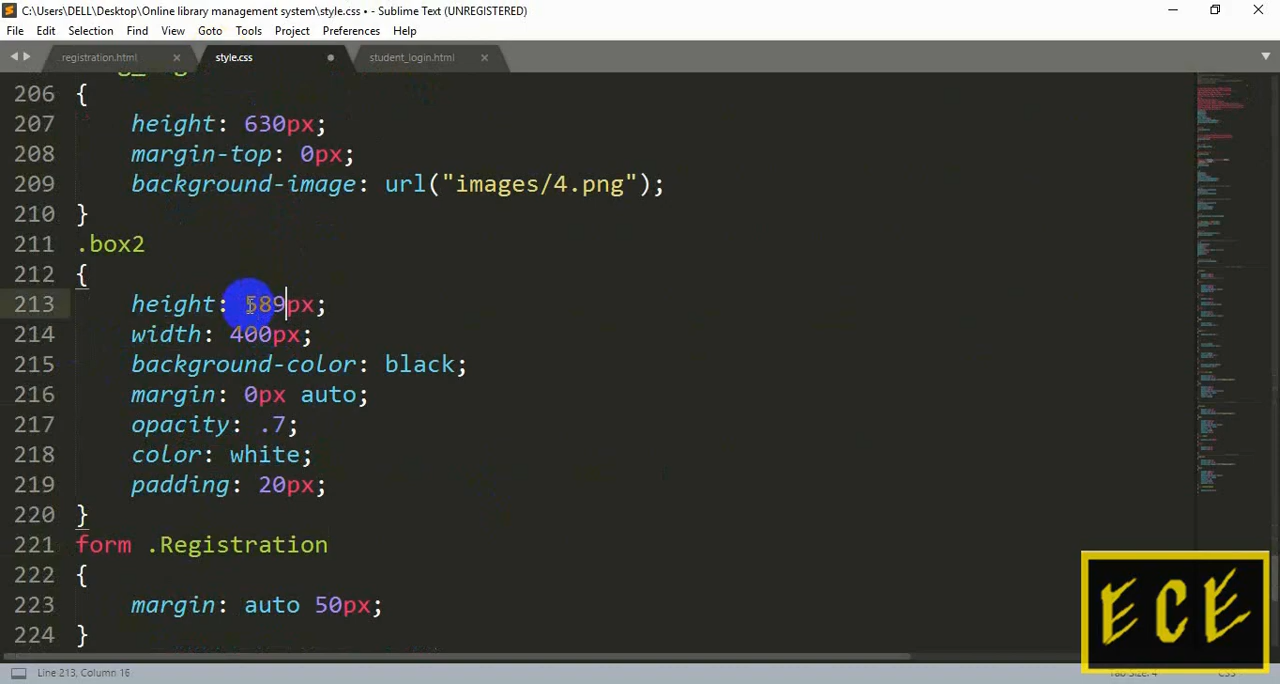 C:\Users\DELL\Desktop\Online library management system\style.css • - Sublime Text (UNREGISTERED)
File Edit Selection Find View Goto Tools Project Preferences Help
registration.html style.css student_login.html
206 {
207 height: 630px;
208 margin-top: 0px;
209 background-image: url("images/4.png");
210 }
211 .box2
212 {
213 height: 589px;
214 width: 400px;
215 background-color: black;
216 margin: 0px auto;
217 opacity: .7;
218 color: white;
219 padding: 20px;
220 }
221 form .Registration
222 {
223 margin: auto 50px;
224 }
ECE
Line 213, Column 16